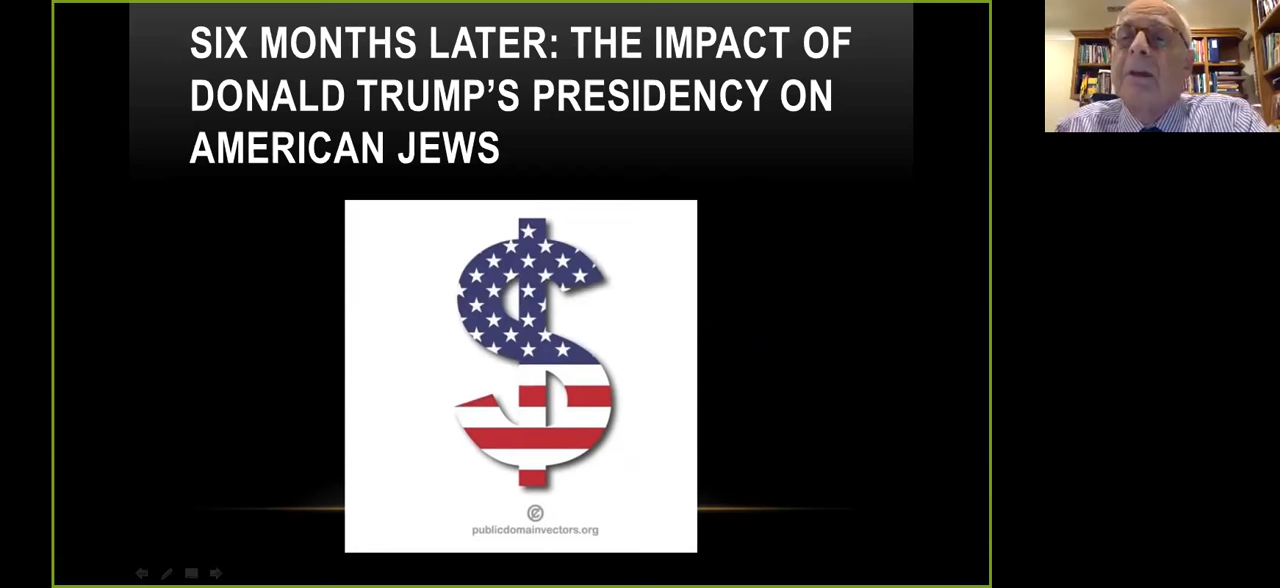 SIX MONTHS LATER: THE IMPACT OF
DONALD TRUMP’S PRESIDENCY ON
AMERICAN JEWS
publicdomainvectors.org